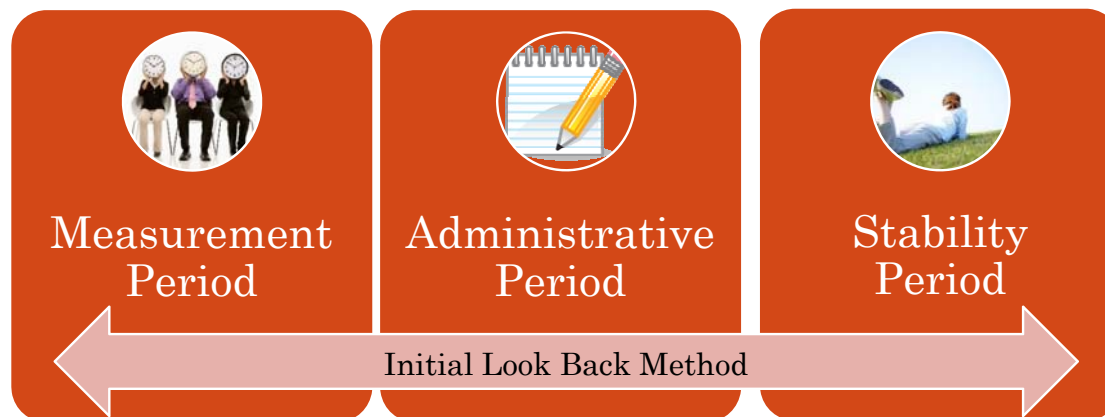 Measurement
Period
Administrative
Period
Stability
Period
Initial Look Back Method